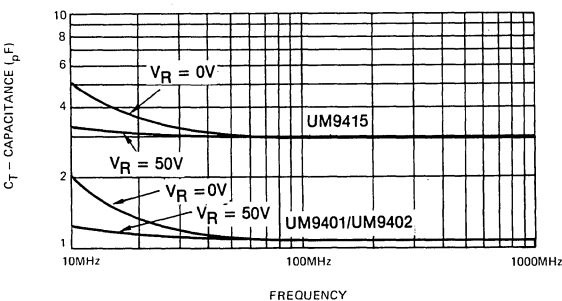 10
8
6
4
2
1
C_T – CAPACITANCE (pF)
V_R = 0V
UM9415
V_R = 50V
V_R = 0V
V_R = 50V
UM9401/UM9402
10MHz
100MHz
1000MHz
FREQUENCY